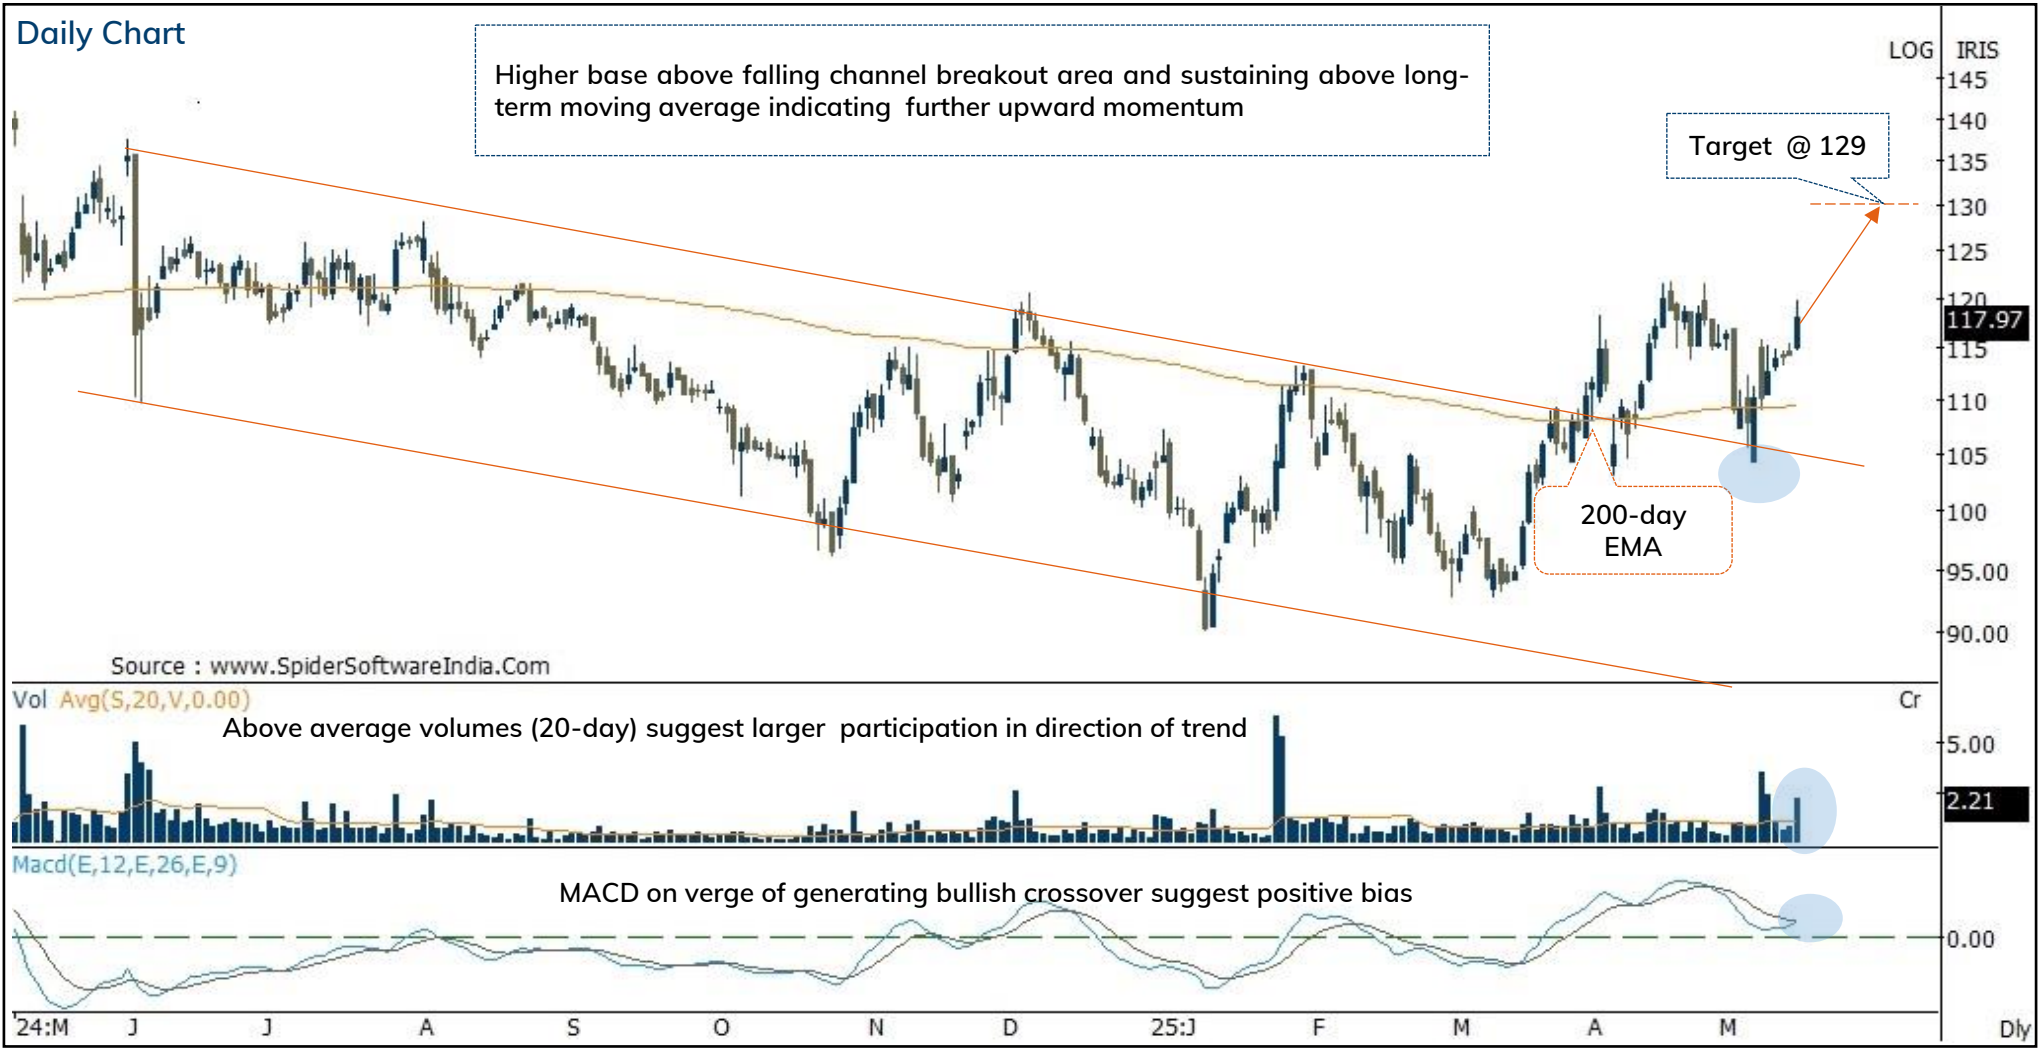 Daily Chart
Higher base above falling channel breakout area and sustaining above long-
term moving average indicating further upward momentum
LOG IRIS
145
140
Target @ 129
135
130
125
120
117.97
115
110
105
200-day
EMA
100
95.00
90.00
Source : www.SpiderSoftwareIndia.Com
Vol Avg(S,20,V,0.00)
Cr
Above average volumes (20-day) suggest larger participation in direction of trend
5.00
2.21
Macd(E,12,E,26,E,9)
MACD on verge of generating bullish crossover suggest positive bias
0.00
'24:M J J A S O N D 25:J F M A M Dly